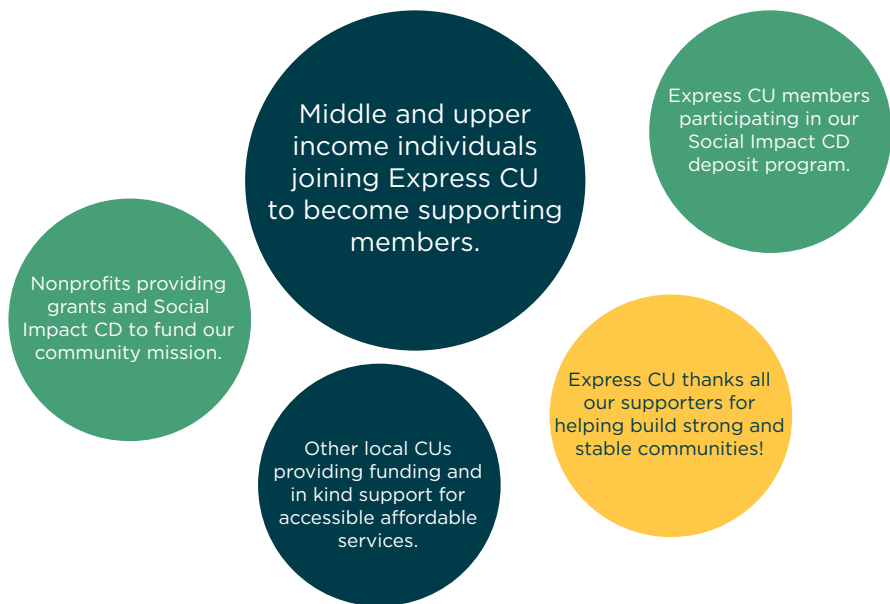 Middle and upper
income individuals
joining Express CU
to become supporting
members.
Express CU members
participating in our
Social Impact CD
deposit program.
Nonprofits providing
grants and Social
Impact CD to fund our
community mission.
Express CU thanks all
our supporters for
helping build strong and
stable communities!
Other local CUs
providing funding and
in kind support for
accessible affordable
services.